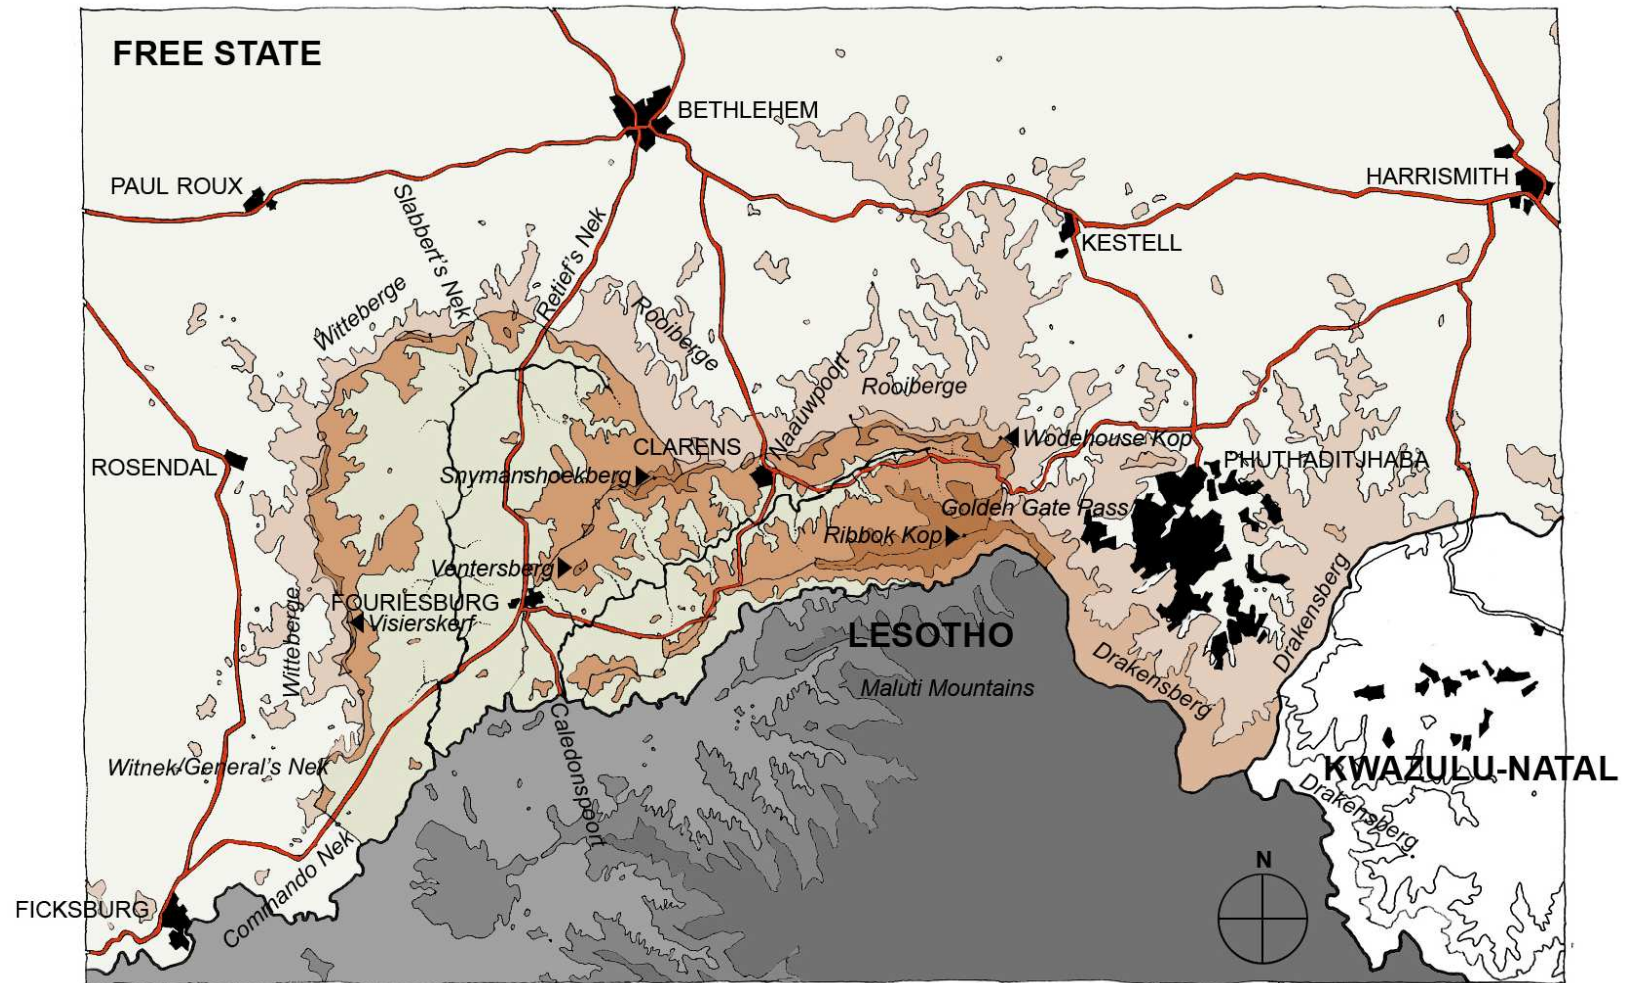 FREE STATE
BETHLEHEM
PAUL ROUX
HARRISMITH
Slabbert's Nek
Retief's Nek
KESTELL
Witteberge
Rooiberge
Naauwpoort
Rooiberge
Wodehouse Kop
CLARENS
ROSENDAL
Snymanshoekberg
PHUTHADITJHABA
Golden Gate Pass
Ribbok Kop
Ventersberg
FOURIESBURG
Visierskerf
Witteberge
LESOTHO
Drakensberg
Drakensberg
Maluti Mountains
Caledonspoort
Witnek/General's Nek
KWAZULU-NATAL
Drakensberg
Commando Nek
N
FICKSBURG